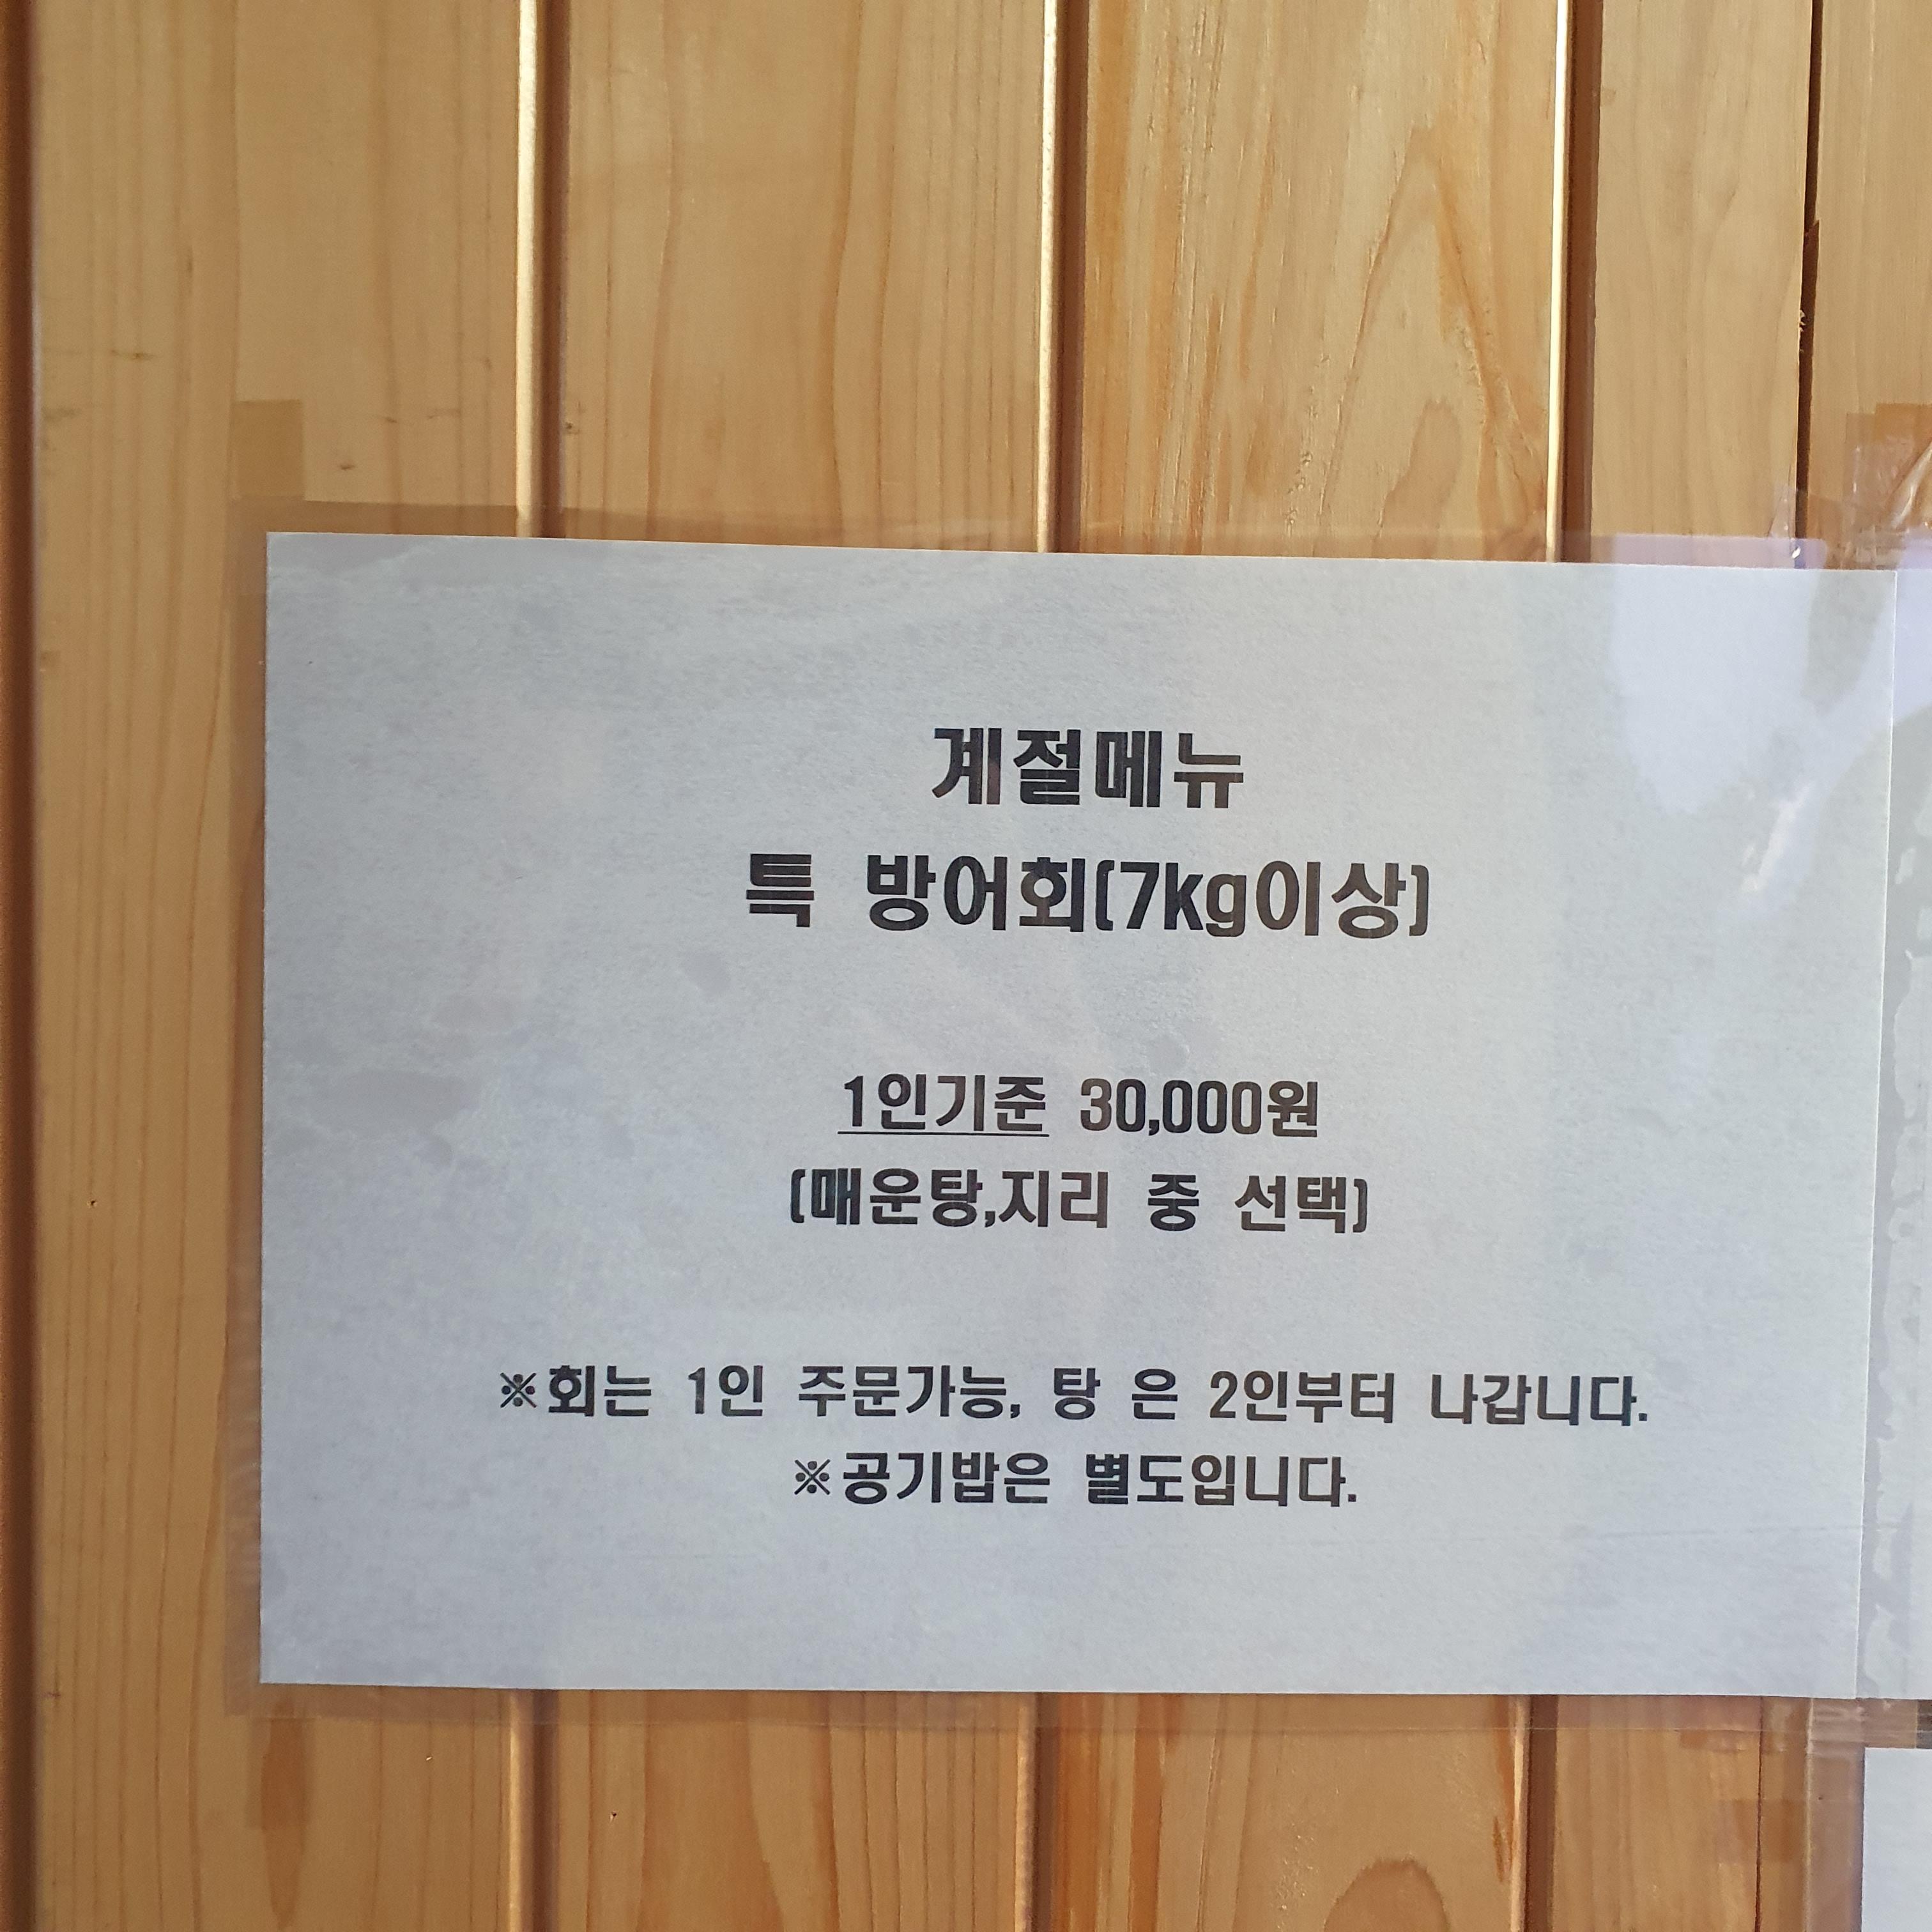 계절메뉴
특 방어회(7kg이상)
1인기준 30,000원
(매운탕,지리 중 선택)
※회는 1인 주문가능, 탕 은 2인부터 나갑니다.
※공기밥은 별도입니다.